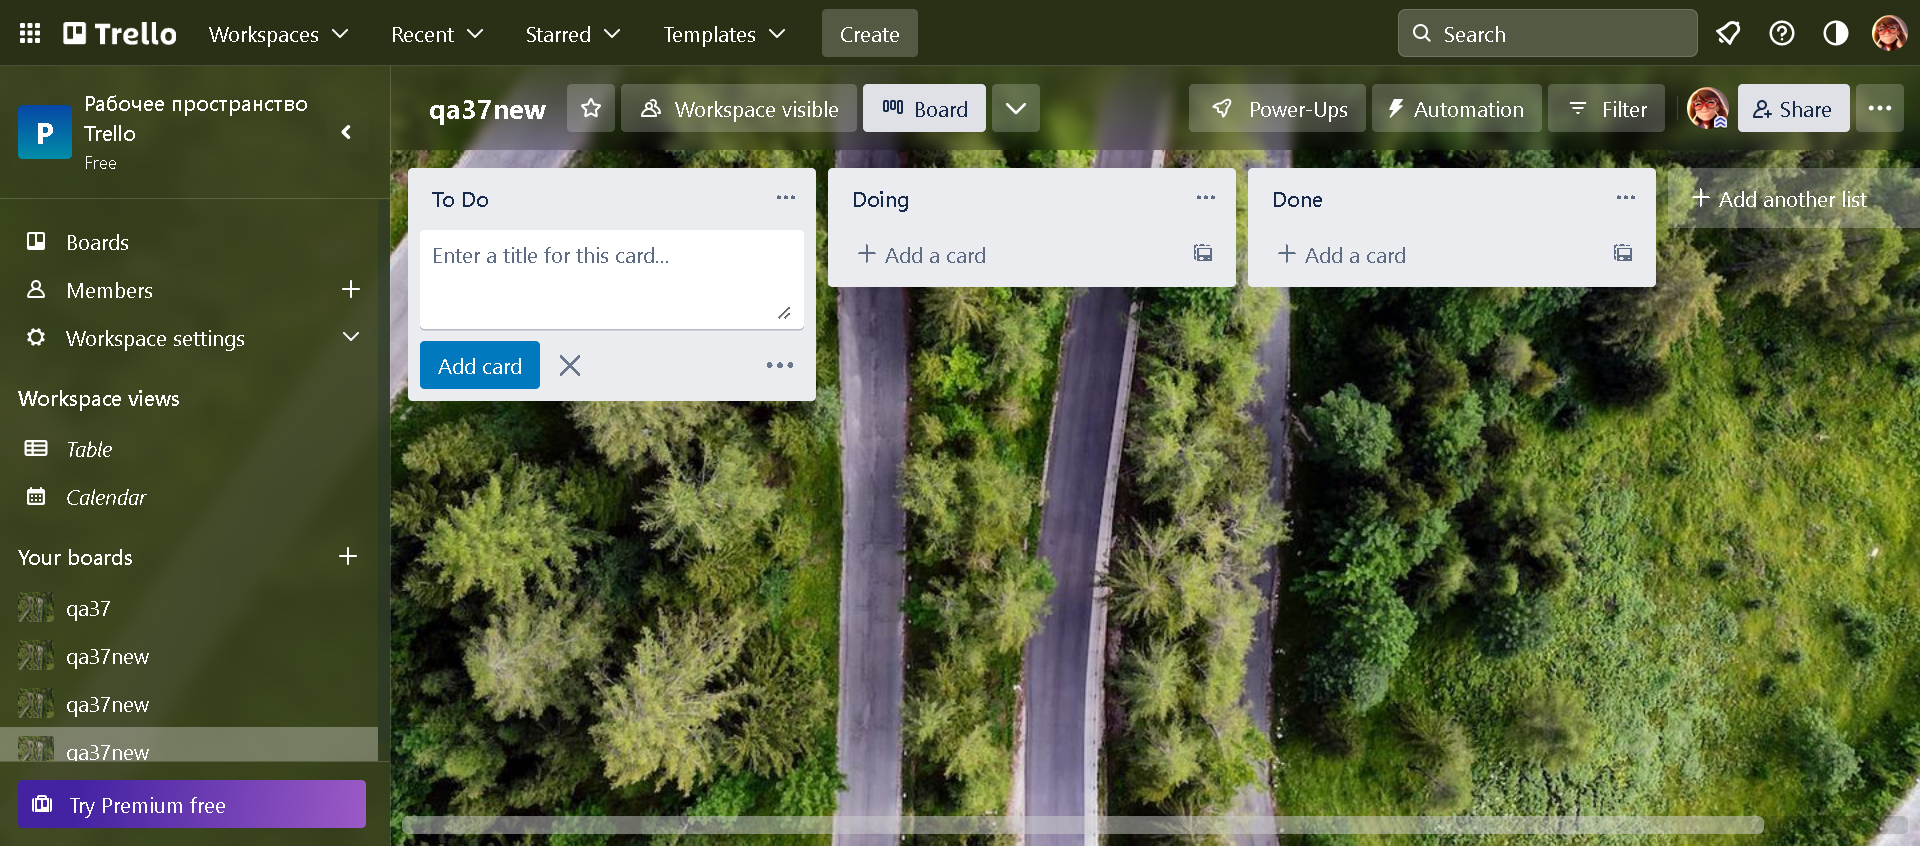 Trello
Workspaces
Recent
Starred
Templates
Create
Search
Рабочее пространство
Trello
Free
P
qa37new
Workspace visible
Board
Power-Ups
Automation
Filter
Share
Boards
Members
Workspace settings
Workspace views
Table
Calendar
Your boards
qa37
qa37new
qa37new
qa37new
Try Premium free
To Do
Enter a title for this card...
Add card
Doing
Add a card
Done
Add a card
Add another list